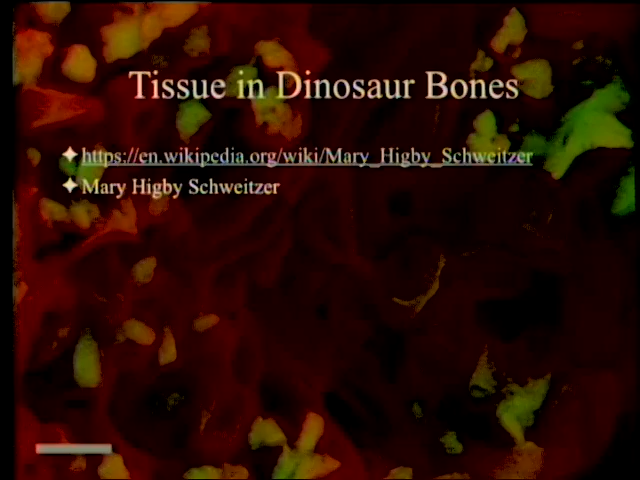 Tissue in Dinosaur Bones
https://en.wikipedia.org/wiki/Mary_Higby_Schweitzer
Mary Higby Schweitzer